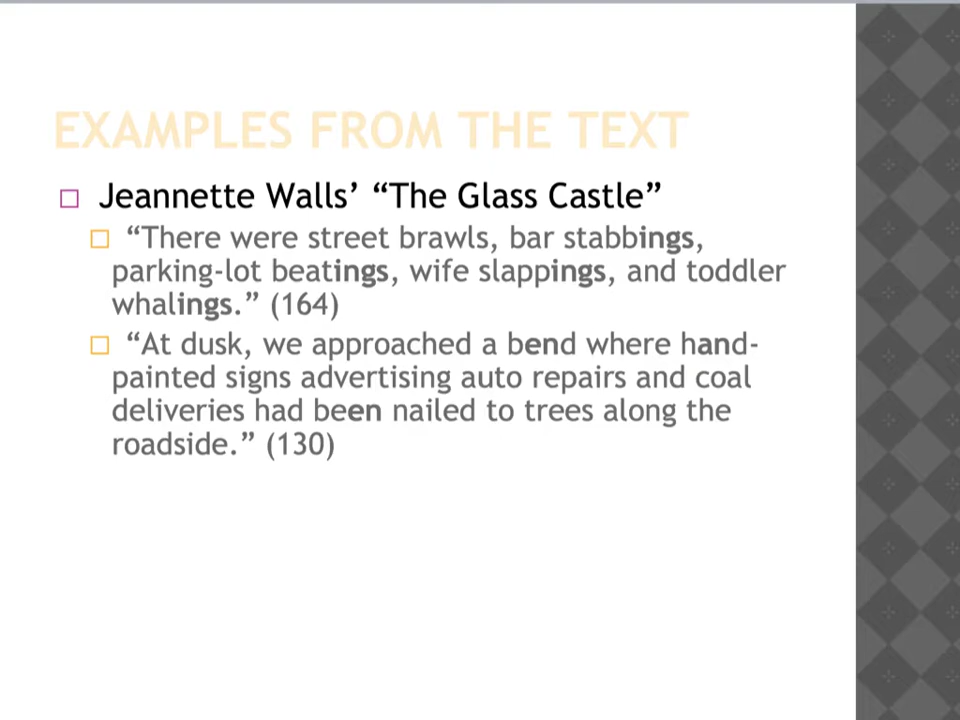 EXAMPLES FROM THE TEXT
Jeannette Walls’ “The Glass Castle”
“There were street brawls, bar stabbings,
parking-lot beatings, wife slappings, and toddler
whalings.” (164)
“At dusk, we approached a bend where hand-
painted signs advertising auto repairs and coal
deliveries had been nailed to trees along the
roadside.” (130)